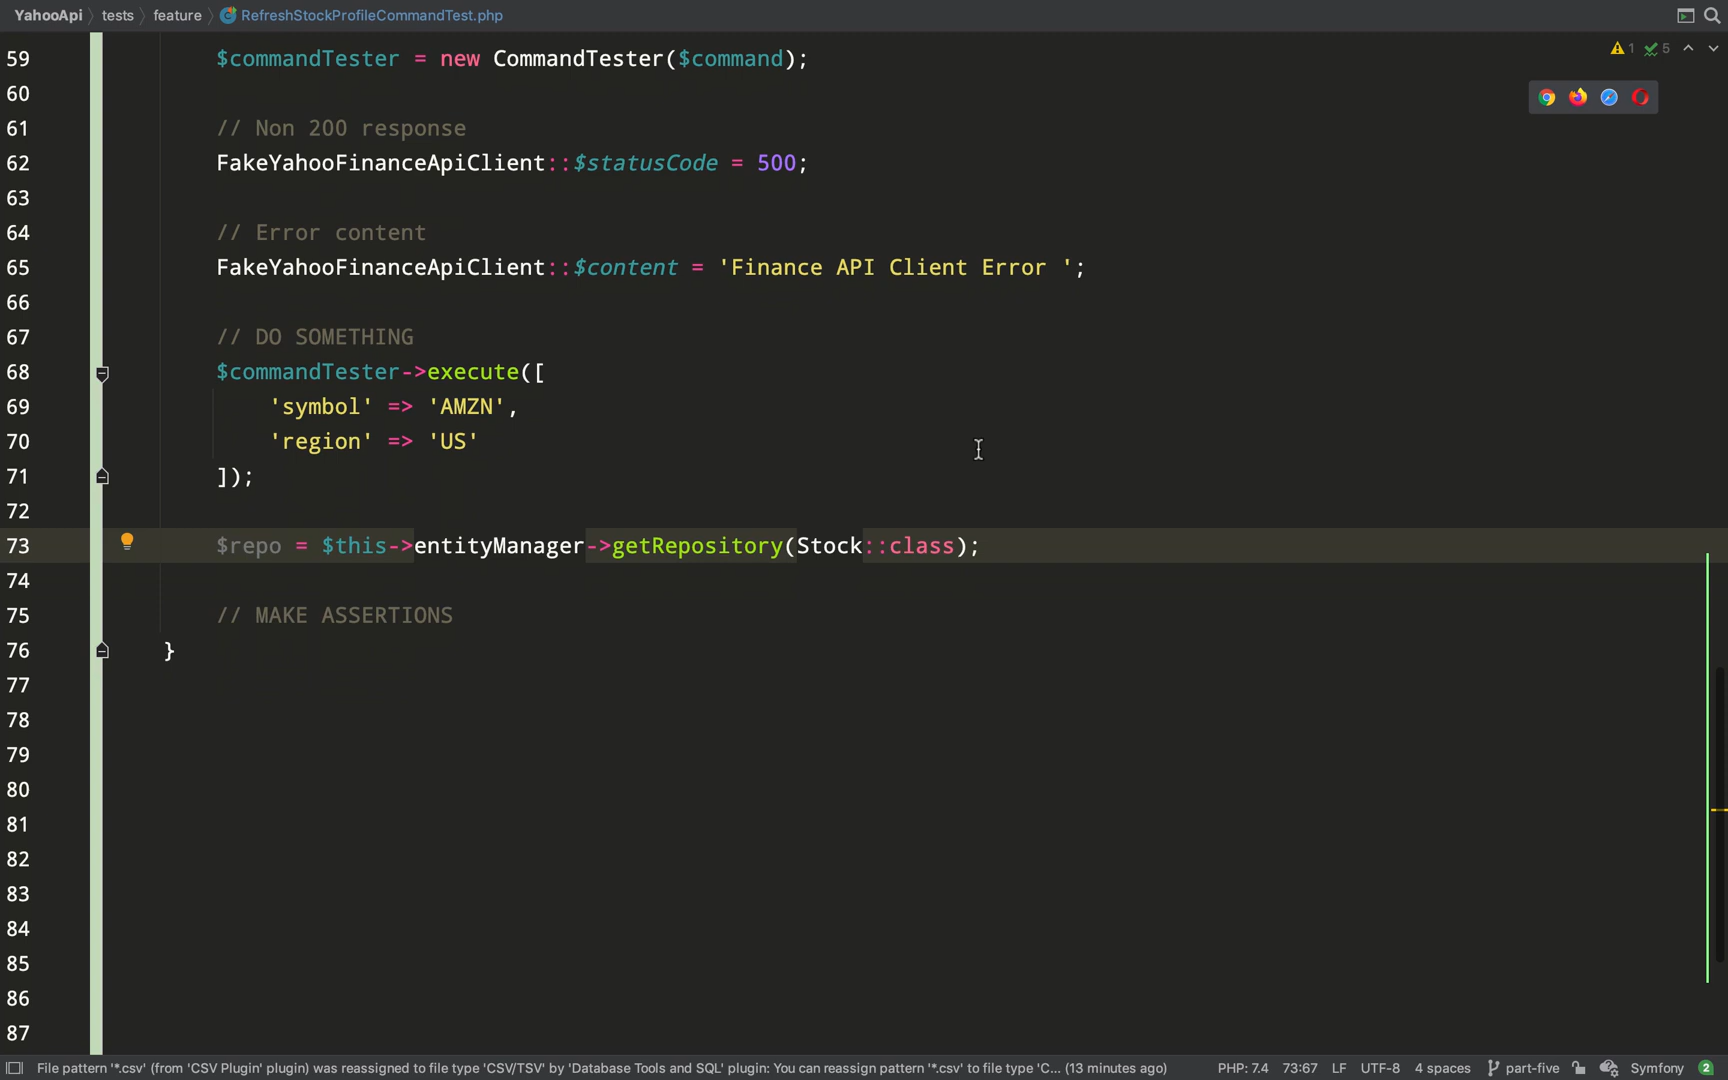 YahooApi tests feature RefreshStockProfileCommandTest.php
59 $commandTester = new CommandTester($command); 1 5
60
61 // Non 200 response
62 FakeYahooFinanceApiClient::$statusCode = 500;
63
64 // Error content
65 FakeYahooFinanceApiClient::$content = 'Finance API Client Error ';
66
67 // DO SOMETHING
68 $commandTester->execute([
69 'symbol' => 'AMZN',
70 'region' => 'US'
71 ]);
72
73 $repo = $this->entityManager->getRepository(Stock::class);
74
75 // MAKE ASSERTIONS
76 }
77
78
79
80
81
82
83
84
85
86
87
File pattern '*.csv' (from 'CSV Plugin' plugin) was reassigned to file type 'CSV/TSV' by 'Database Tools and SQL' plugin: You can reassign pattern '*.csv' to file type 'C... (13 minutes ago) PHP: 7.4 73:67 LF UTF-8 4 spaces part-five Symfony 2